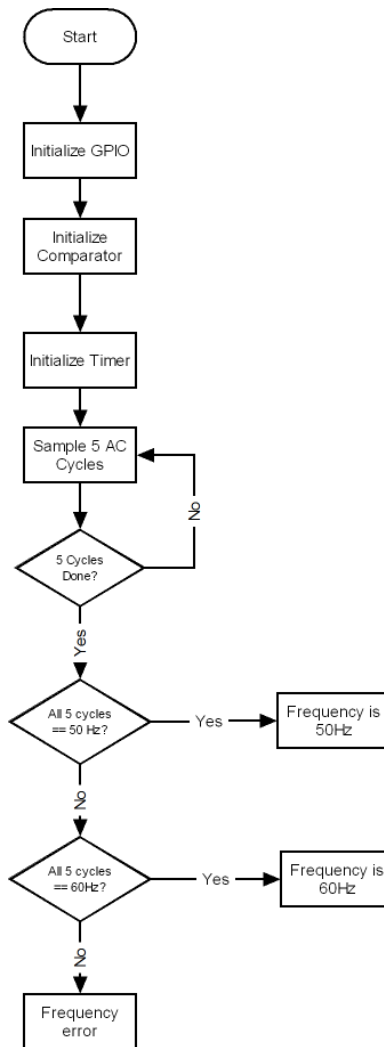 Start
Initialize GPIO
Initialize
Comparator
Initialize Timer
Sample 5 AC
Cycles
No
5 Cycles
Done?
Yes
All 5 cycles
== 50 Hz?
Yes
Frequency is
50Hz
No
All 5 cycles
== 60Hz?
Yes
Frequency is
60Hz
No
Frequency
error